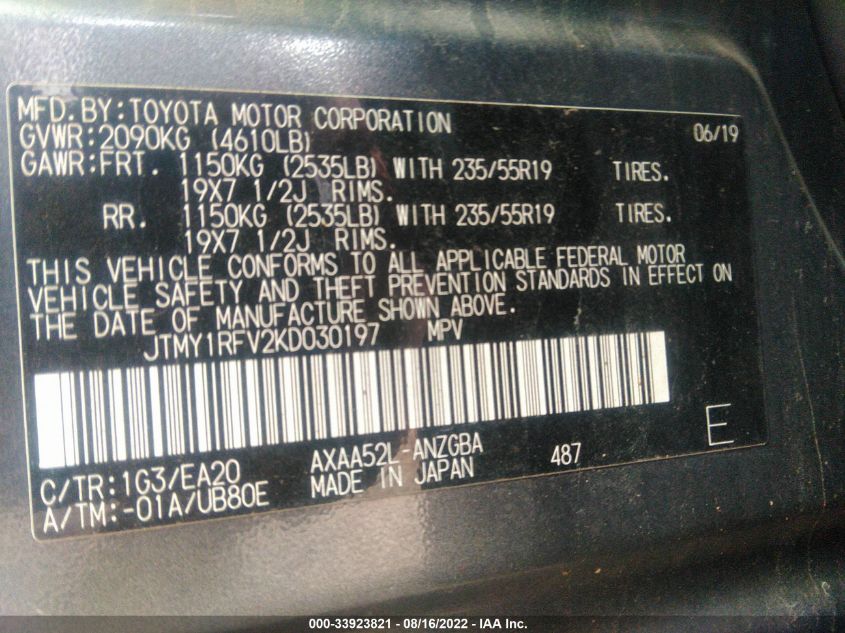 MFD.BY:TOYOTA MOTOR CORPORATION 06/19
GVWR:2090KG (4610LB)
GAWR:FRT. 1150KG (2535LB) WITH 235/55R19 TIRES.
19X7 1/2J RIMS.
RR. 1150KG (2535LB) WITH 235/55R19 TIRES.
19X7 1/2J RIMS.
THIS VEHICLE CONFORMS TO ALL APPLICABLE FEDERAL MOTOR
VEHICLE SAFETY AND THEFT PREVENTION STANDARDS IN EFFECT ON
THE DATE OF MANUFACTURE SHOWN ABOVE.
JTMY1RFV2KD030197 MPV
E
C/TR:1G3/EA20 AXAA52L-ANZGBA 487
A/TM:-01A/UB80E MADE IN JAPAN
000-33923821 - 08/16/2022 - IAA Inc.